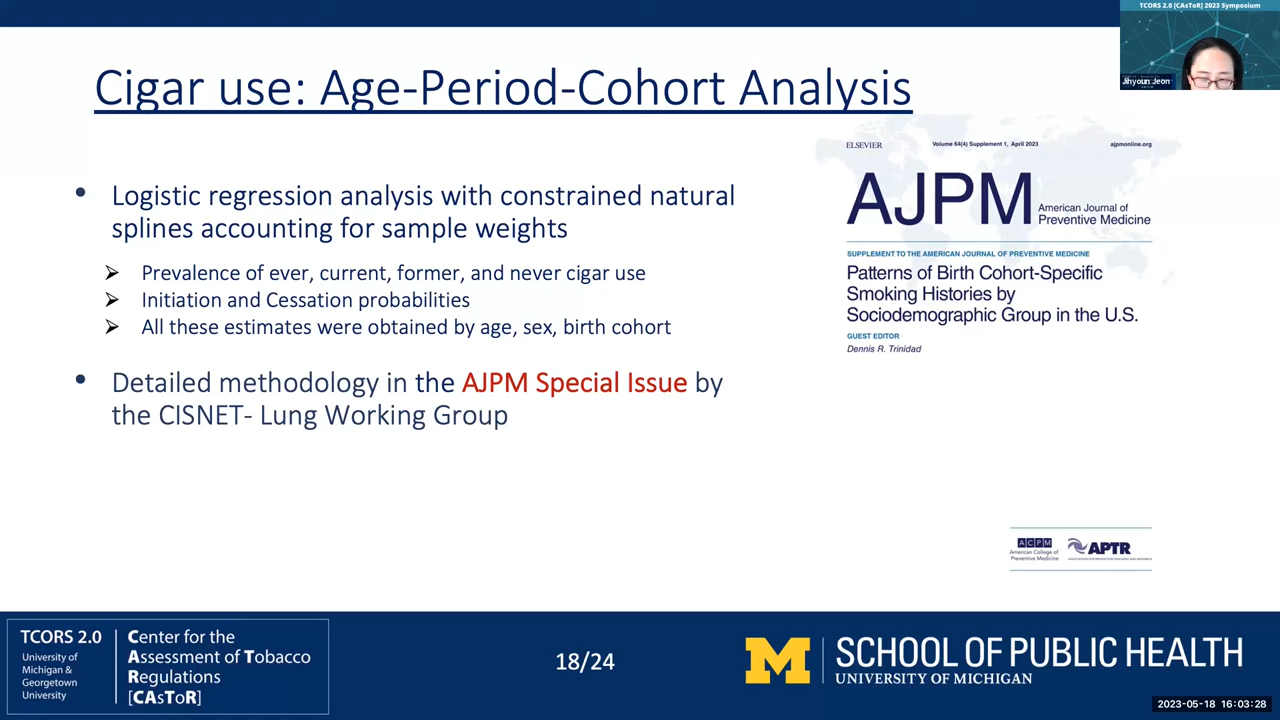 TCORS 2.0 [CAsToR] 2023 Symposium
Jihyoun Jeon
Cigar use: Age-Period-Cohort Analysis
• Logistic regression analysis with constrained natural
splines accounting for sample weights
➢ Prevalence of ever, current, former, and never cigar use
➢ Initiation and Cessation probabilities
➢ All these estimates were obtained by age, sex, birth cohort
• Detailed methodology in the AJPM Special Issue by
the CISNET- Lung Working Group
ELSEVIER
Volume 64(4) Supplement 1, April 2023
ajpmonline.org
AJPM
American Journal of
Preventive Medicine
SUPPLEMENT TO THE AMERICAN JOURNAL OF PREVENTIVE MEDICINE
Patterns of Birth Cohort-Specific
Smoking Histories by
Sociodemographic Group in the U.S.
GUEST EDITOR
Dennis R. Trinidad
ACPM
American College of
Preventive Medicine
APTR
TCORS 2.0
University of
Michigan &
Georgetown
University
Center for the
Assessment of Tobacco
Regulations
[CAsToR]
18/24
M
SCHOOL OF PUBLIC HEALTH
UNIVERSITY OF MICHIGAN
2023-05-18 16:03:28